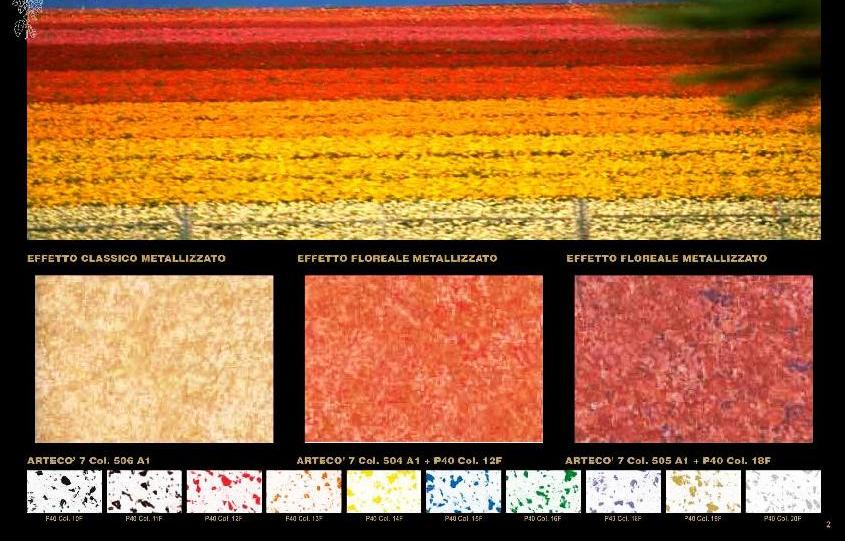 EFFETTO CLASSICO METALLIZZATO
EFFETTO FLOREALE METALLIZZATO
EFFETTO FLOREALE METALLIZZATO
ARTECO' 7 Col. 506 A1
ARTECO' 7 Col. 504 A1 + P40 Col. 12F
ARTECO' 7 Col. 505 A1 + P40 Col. 18F
P40 Col. 10F
P40 Col. 11F
P40 Col. 12F
P40 Col. 13F
P40 Col. 14F
P40 Col. 15F
P40 Col. 16F
P40 Col. 18F
P40 Col. 19F
P40 Col. 20F
2